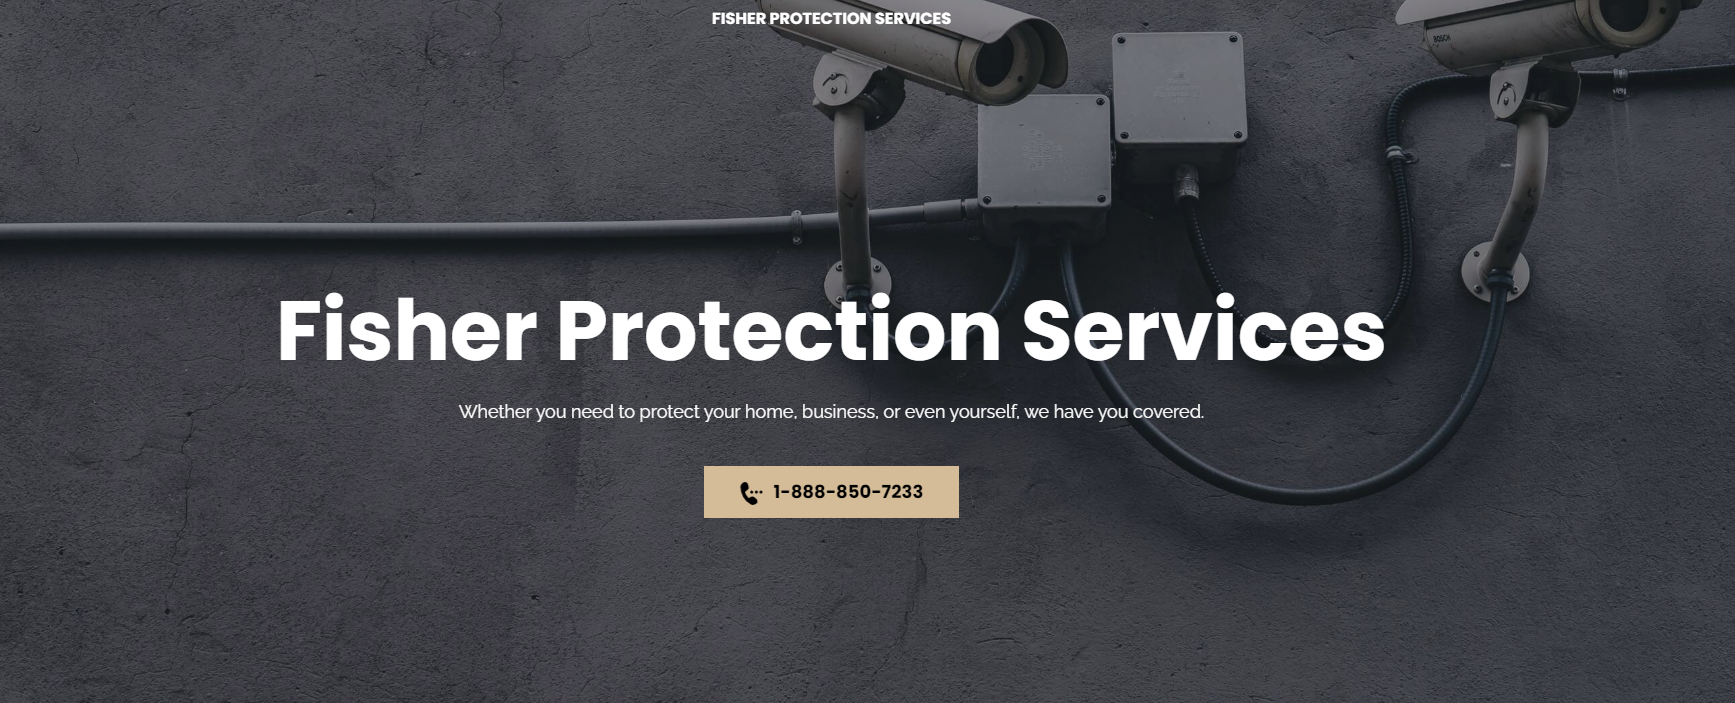 FISHER PROTECTION SERVICES
BOSCH
Fisher Protection Services
Whether you need to protect your home, business, or even yourself, we have you covered.
1-888-850-7233